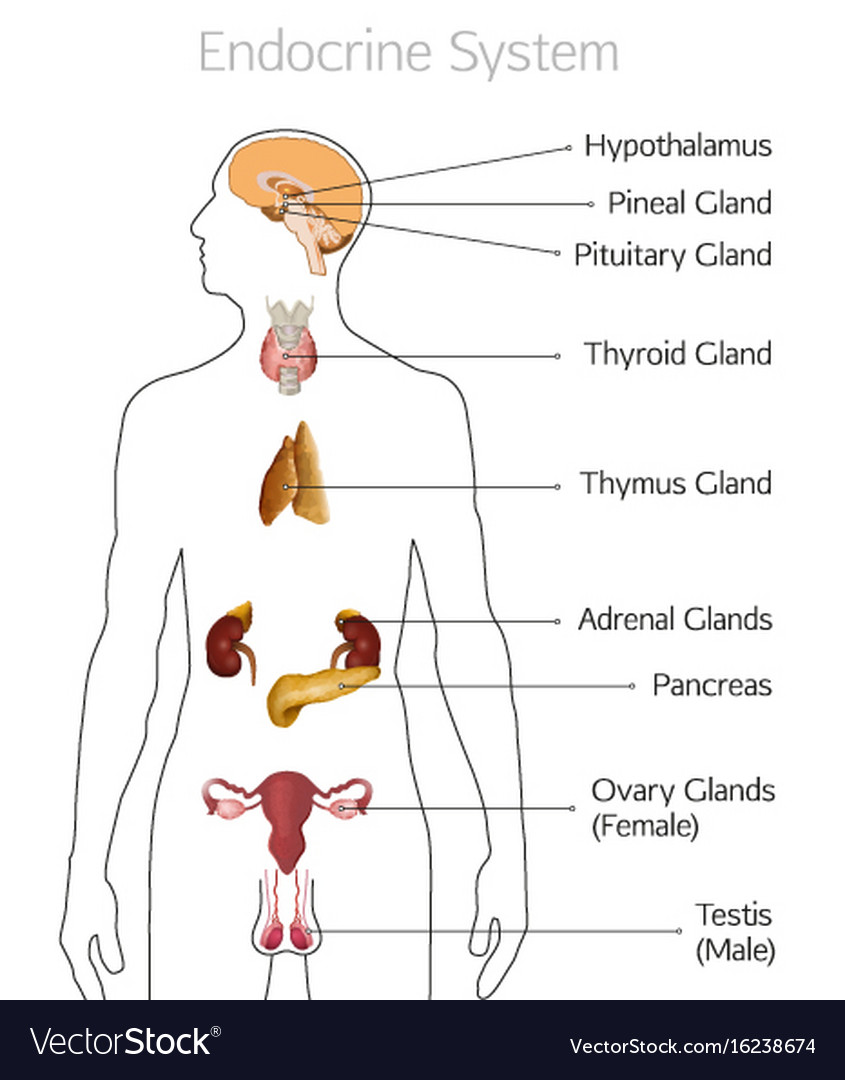 Endocrine System
Hypothalamus
Pineal Gland
Pituitary Gland
Thyroid Gland
Thymus Gland
Adrenal Glands
Pancreas
Ovary Glands
(Female)
Testis
(Male)
VectorStock®
VectorStock.com/16238674